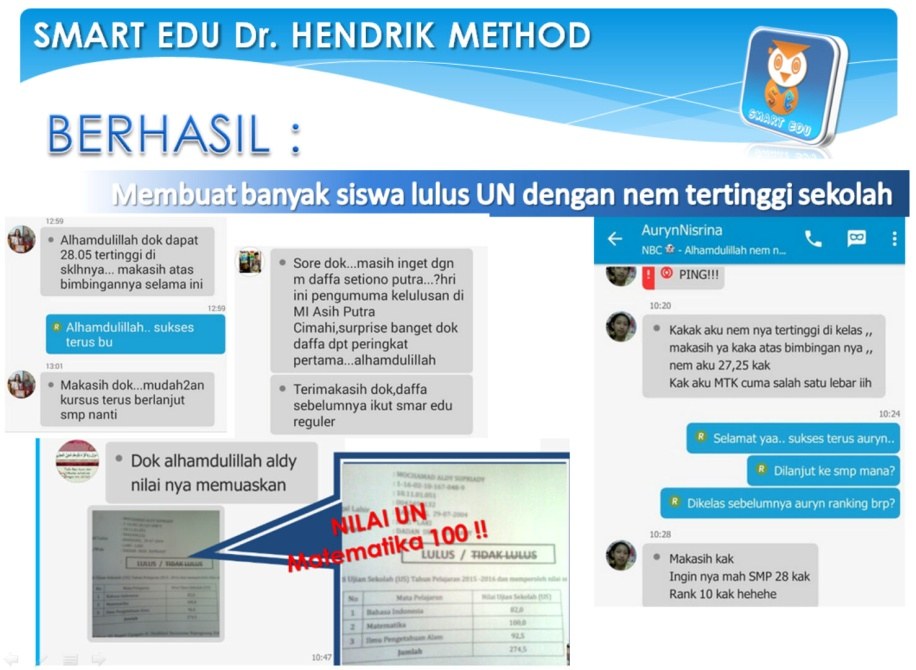 SMART EDU Dr. HENDRIK METHOD
SMART EDU
BERHASIL :
Membuat banyak siswa lulus UN dengan nem tertinggi sekolah
12:59
Alhamdulillah dok dapat
28.05 tertinggi di
sklhnya... makasih atas
bimbingannya selama ini
12:59
Alhamdulillah.. sukses
terus bu
13:01
Makasih dok...mudah2an
kursus terus berlanjut
smp nanti
Sore dok...masih inget dgn
m daffa setiono putra...?hri
ini pengumuma kelulusan di
MI Asih Putra
Cimahi,surprise banget dok
daffa dpt peringkat
pertama...alhamdulillah
Terimakasih dok,daffa
sebelumnya ikut smar edu
reguler
AurynNisrina
NBC - Alhamdulillah nem n...
PING!!!
10:20
Kakak aku nem nya tertinggi di kelas ,,
makasih ya kaka atas bimbingan nya ,,
nem aku 27,25 kak
Kak aku MTK cuma salah satu lebar iih
10:24
Selamat yaa.. sukses terus auryn..
Dilanjut ke smp mana?
Dikelas sebelumnya auryn ranking brp?
10:28
Makasih kak
Ingin nya mah SMP 28 kak
Rank 10 kak hehehe
Dok alhamdulillah aldy
nilai nya memuaskan
LULUS / TIDAK LULUS
10:47
NILAI UN
Matematika 100 !!
MOCHAMAD ALDY SUPRIADY
LULUS / TIDAK LULUS
Ujian Sekolah (US) Tahun Pelajaran 2015 -2016 dan memperoleh nilai
No Mata Pelajaran Nilai Ujian Sekolah (US)
1 Bahasa Indonesia 82,0
2 Matematika 100,0
3 Ilmu Pengetahuan Alam 92,5
Jumlah 274,5